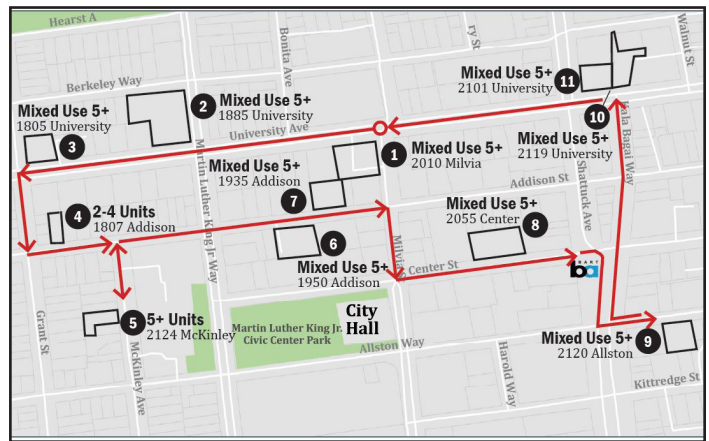 Hearst A
Berkeley Way
Bonita Ave
ry St
Walnut St
11
Mixed Use 5+
2101 University
10
Mixed Use 5+
2119 University
Kala Bagai Way
2
Mixed Use 5+
1885 University
Mixed Use 5+
1805 University
3
University Ave
1
Mixed Use 5+
2010 Milvia
Mixed Use 5+
1935 Addison
7
Martin Luther King Jr Way
Addison St
Shattuck Ave
4
2-4 Units
1807 Addison
Mixed Use 5+
2055 Center
8
6
Mixed Use 5+
1950 Addison
Milvia
Center St
BART
ba
City
Hall
Martin Luther King Jr.
Civic Center Park
5
5+ Units
2124 McKinley
Grant St
McKinley Ave
Allston Way
Harold Way
Mixed Use 5+
2120 Allston
9
Kittredge St